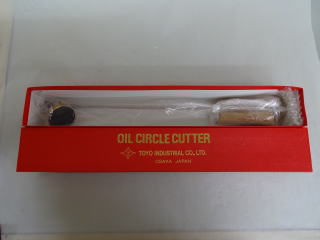 OIL CIRCLE CUTTER
TOYO INDUSTRIAL CO., LTD.
OSAKA JAPAN